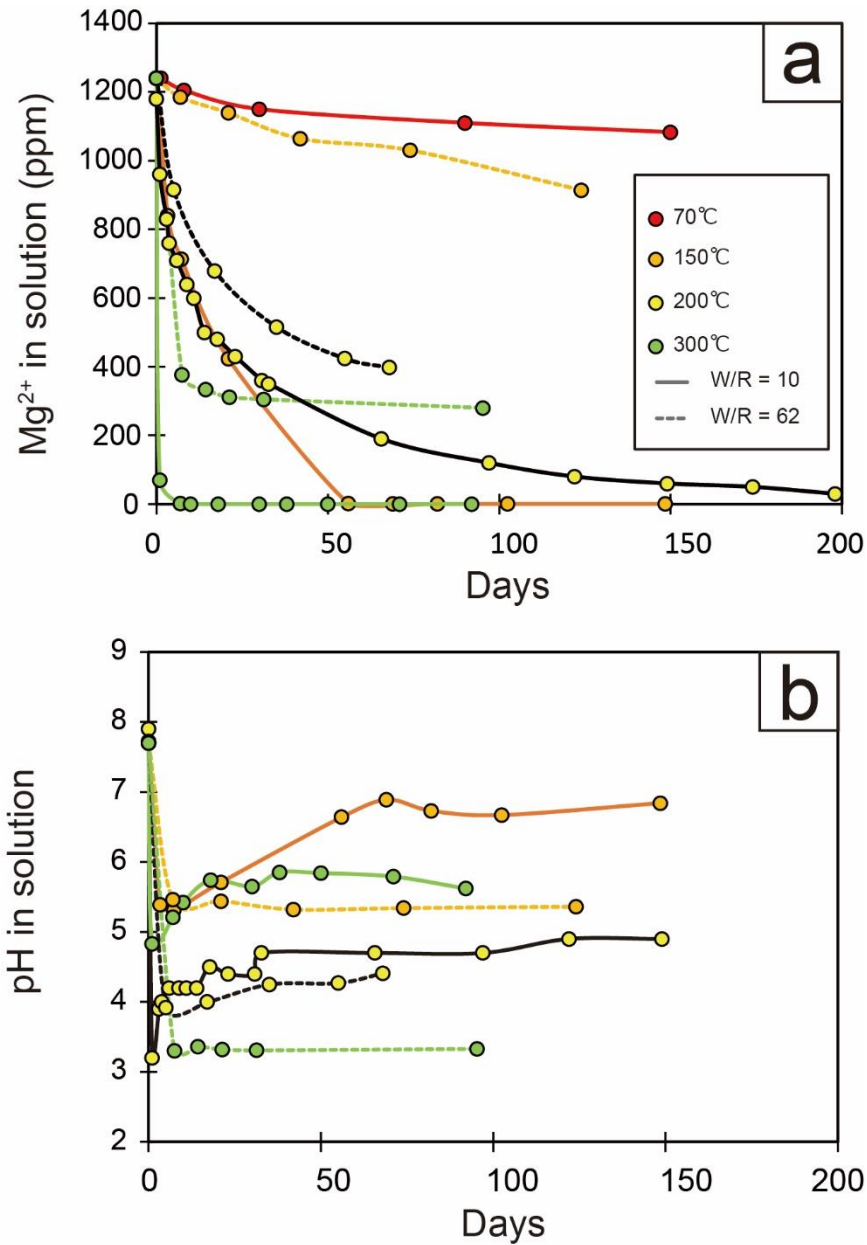 a
1400
1200
1000
800
600
400
200
0
Mg²⁺ in solution (ppm)
70℃
150℃
200℃
300℃
W/R = 10
W/R = 62
0 50 100 150 200
Days
b
9
8
7
6
5
4
3
2
pH in solution
0 50 100 150 200
Days